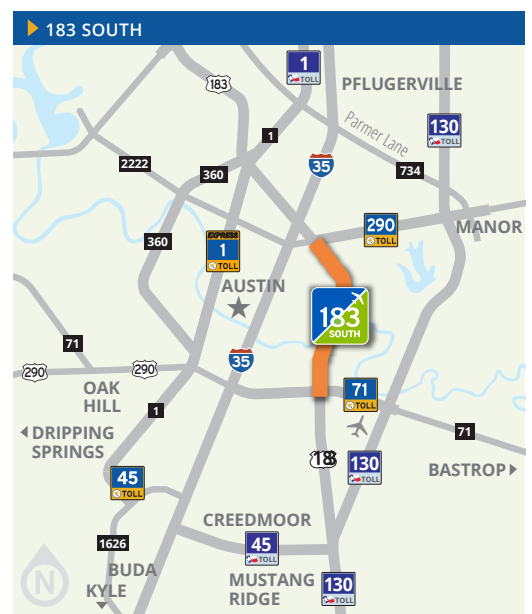 183 SOUTH
1
TOLL
183
PFLUGERVILLE
130
TOLL
Parmer Lane
1
2222
35
734
360
290
TOLL
MANOR
EXPRESS
1
TOLL
360
AUSTIN
183
SOUTH
71
290
290
35
71
TOLL
OAK
HILL
1
DRIPPING
SPRINGS
71
183
130
TOLL
BASTROP
45
TOLL
CREEDMOOR
1626
45
TOLL
BUDA
KYLE
MUSTANG
RIDGE
130
TOLL
N